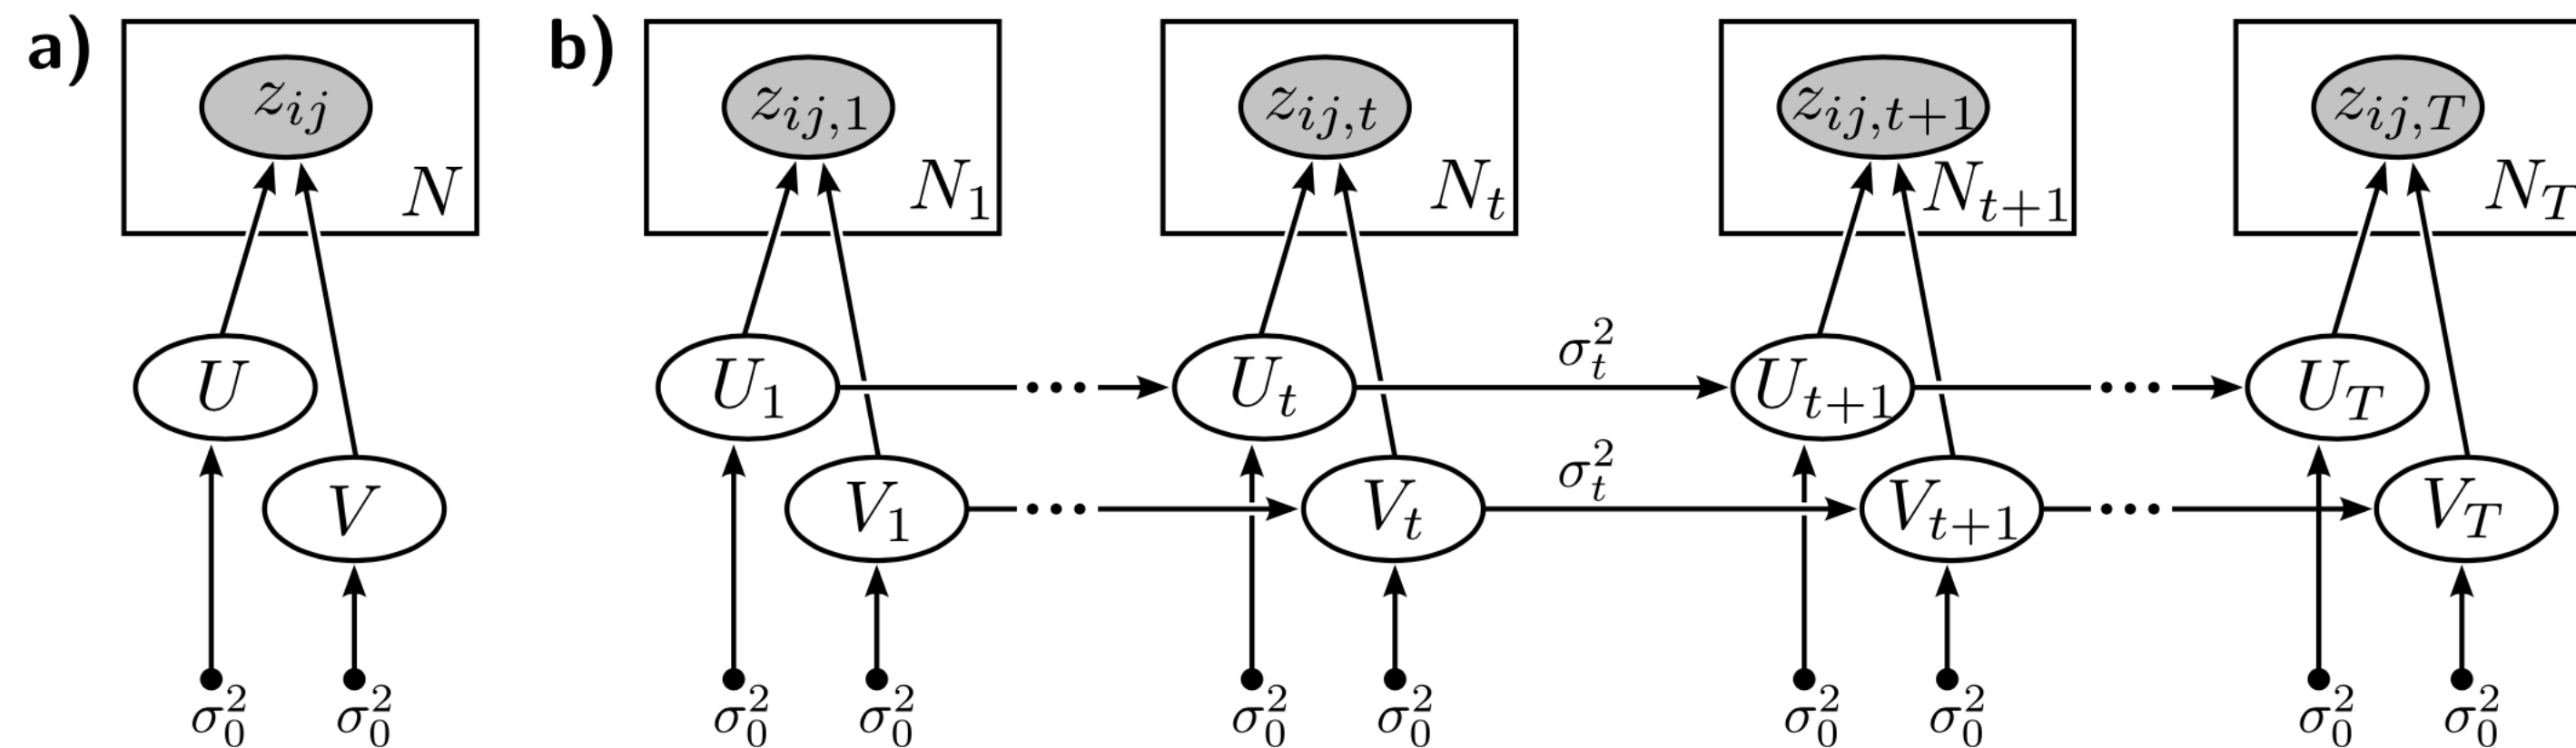 a) b)
z_{ij} z_{ij,1} z_{ij,t} z_{ij,t+1} z_{ij,T}
N N_1 N_t N_{t+1} N_T
σ_t^2
U U_1 ... U_t U_{t+1} ... U_T
σ_t^2
V V_1 ... V_t V_{t+1} ... V_T
σ_0^2 σ_0^2 σ_0^2 σ_0^2 σ_0^2 σ_0^2 σ_0^2 σ_0^2 σ_0^2 σ_0^2